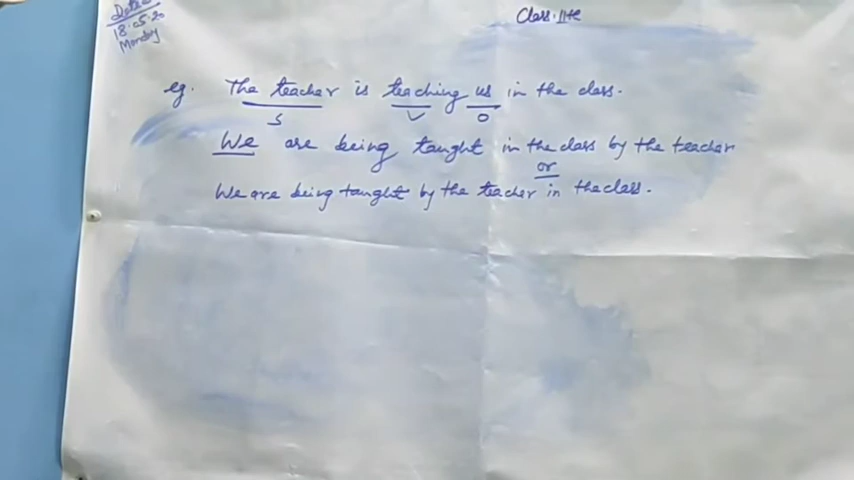 Date:
18.05.20
Monday
Class-11th
eg. The teacher is teaching us in the class.
S V O
We are being taught in the class by the teacher
or
We are being taught by the teacher in the class.